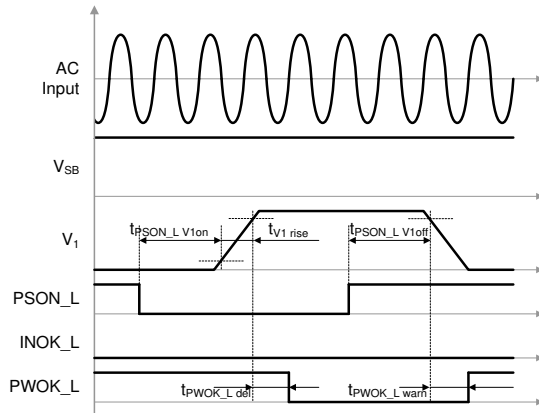 AC
Input
VSB
V1
tPSON_L V1on
tV1 rise
tPSON_L V1off
PSON_L
INOK_L
PWOK_L
tPWOK_L del
tPWOK_L warn